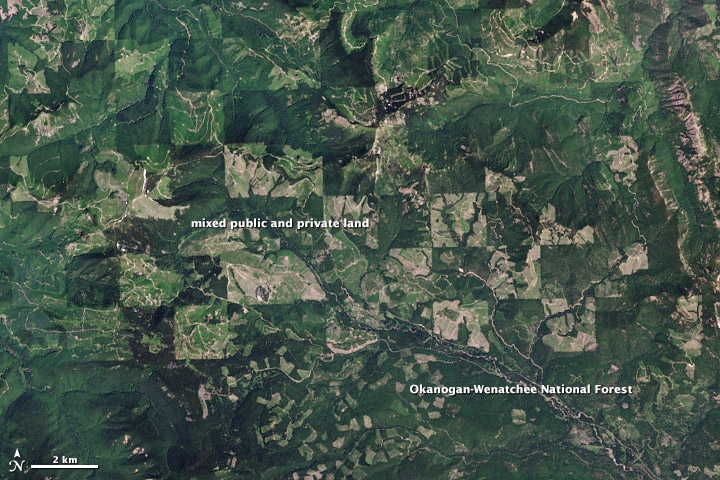 mixed public and private land
Okanogan-Wenatchee National Forest
N
2 km